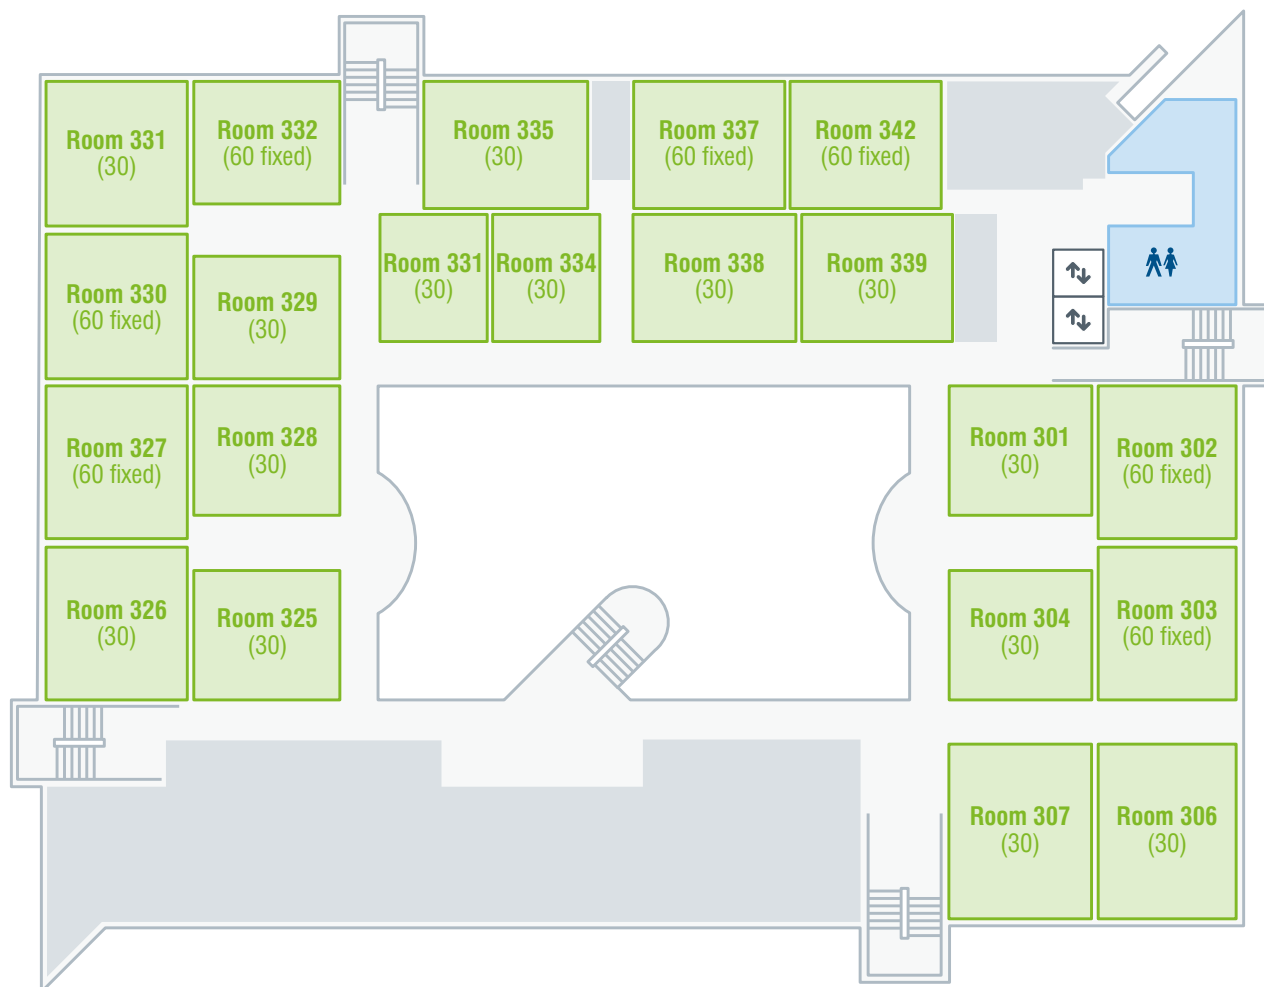 Room 331
(30)
Room 332
(60 fixed)
Room 335
(30)
Room 337
(60 fixed)
Room 342
(60 fixed)
Room 330
(60 fixed)
Room 329
(30)
Room 331
(30)
Room 334
(30)
Room 338
(30)
Room 339
(30)
Room 327
(60 fixed)
Room 328
(30)
Room 301
(30)
Room 302
(60 fixed)
Room 326
(30)
Room 325
(30)
Room 304
(30)
Room 303
(60 fixed)
Room 307
(30)
Room 306
(30)